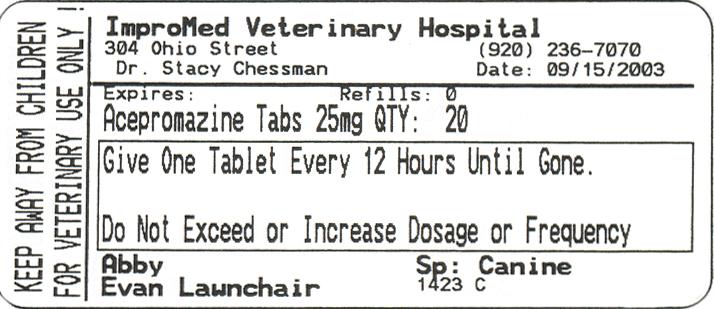 KEEP AWAY FROM CHILDREN
FOR VETERINARY USE ONLY !
ImproMed Veterinary Hospital
304 Ohio Street (920) 236-7070
Dr. Stacy Chessman Date: 09/15/2003
Expires: Refills: 0
Acepromazine Tabs 25mg QTY: 20
Give One Tablet Every 12 Hours Until Gone.
Do Not Exceed or Increase Dosage or Frequency
Abby Sp: Canine
Evan Lawnchair 1423 C